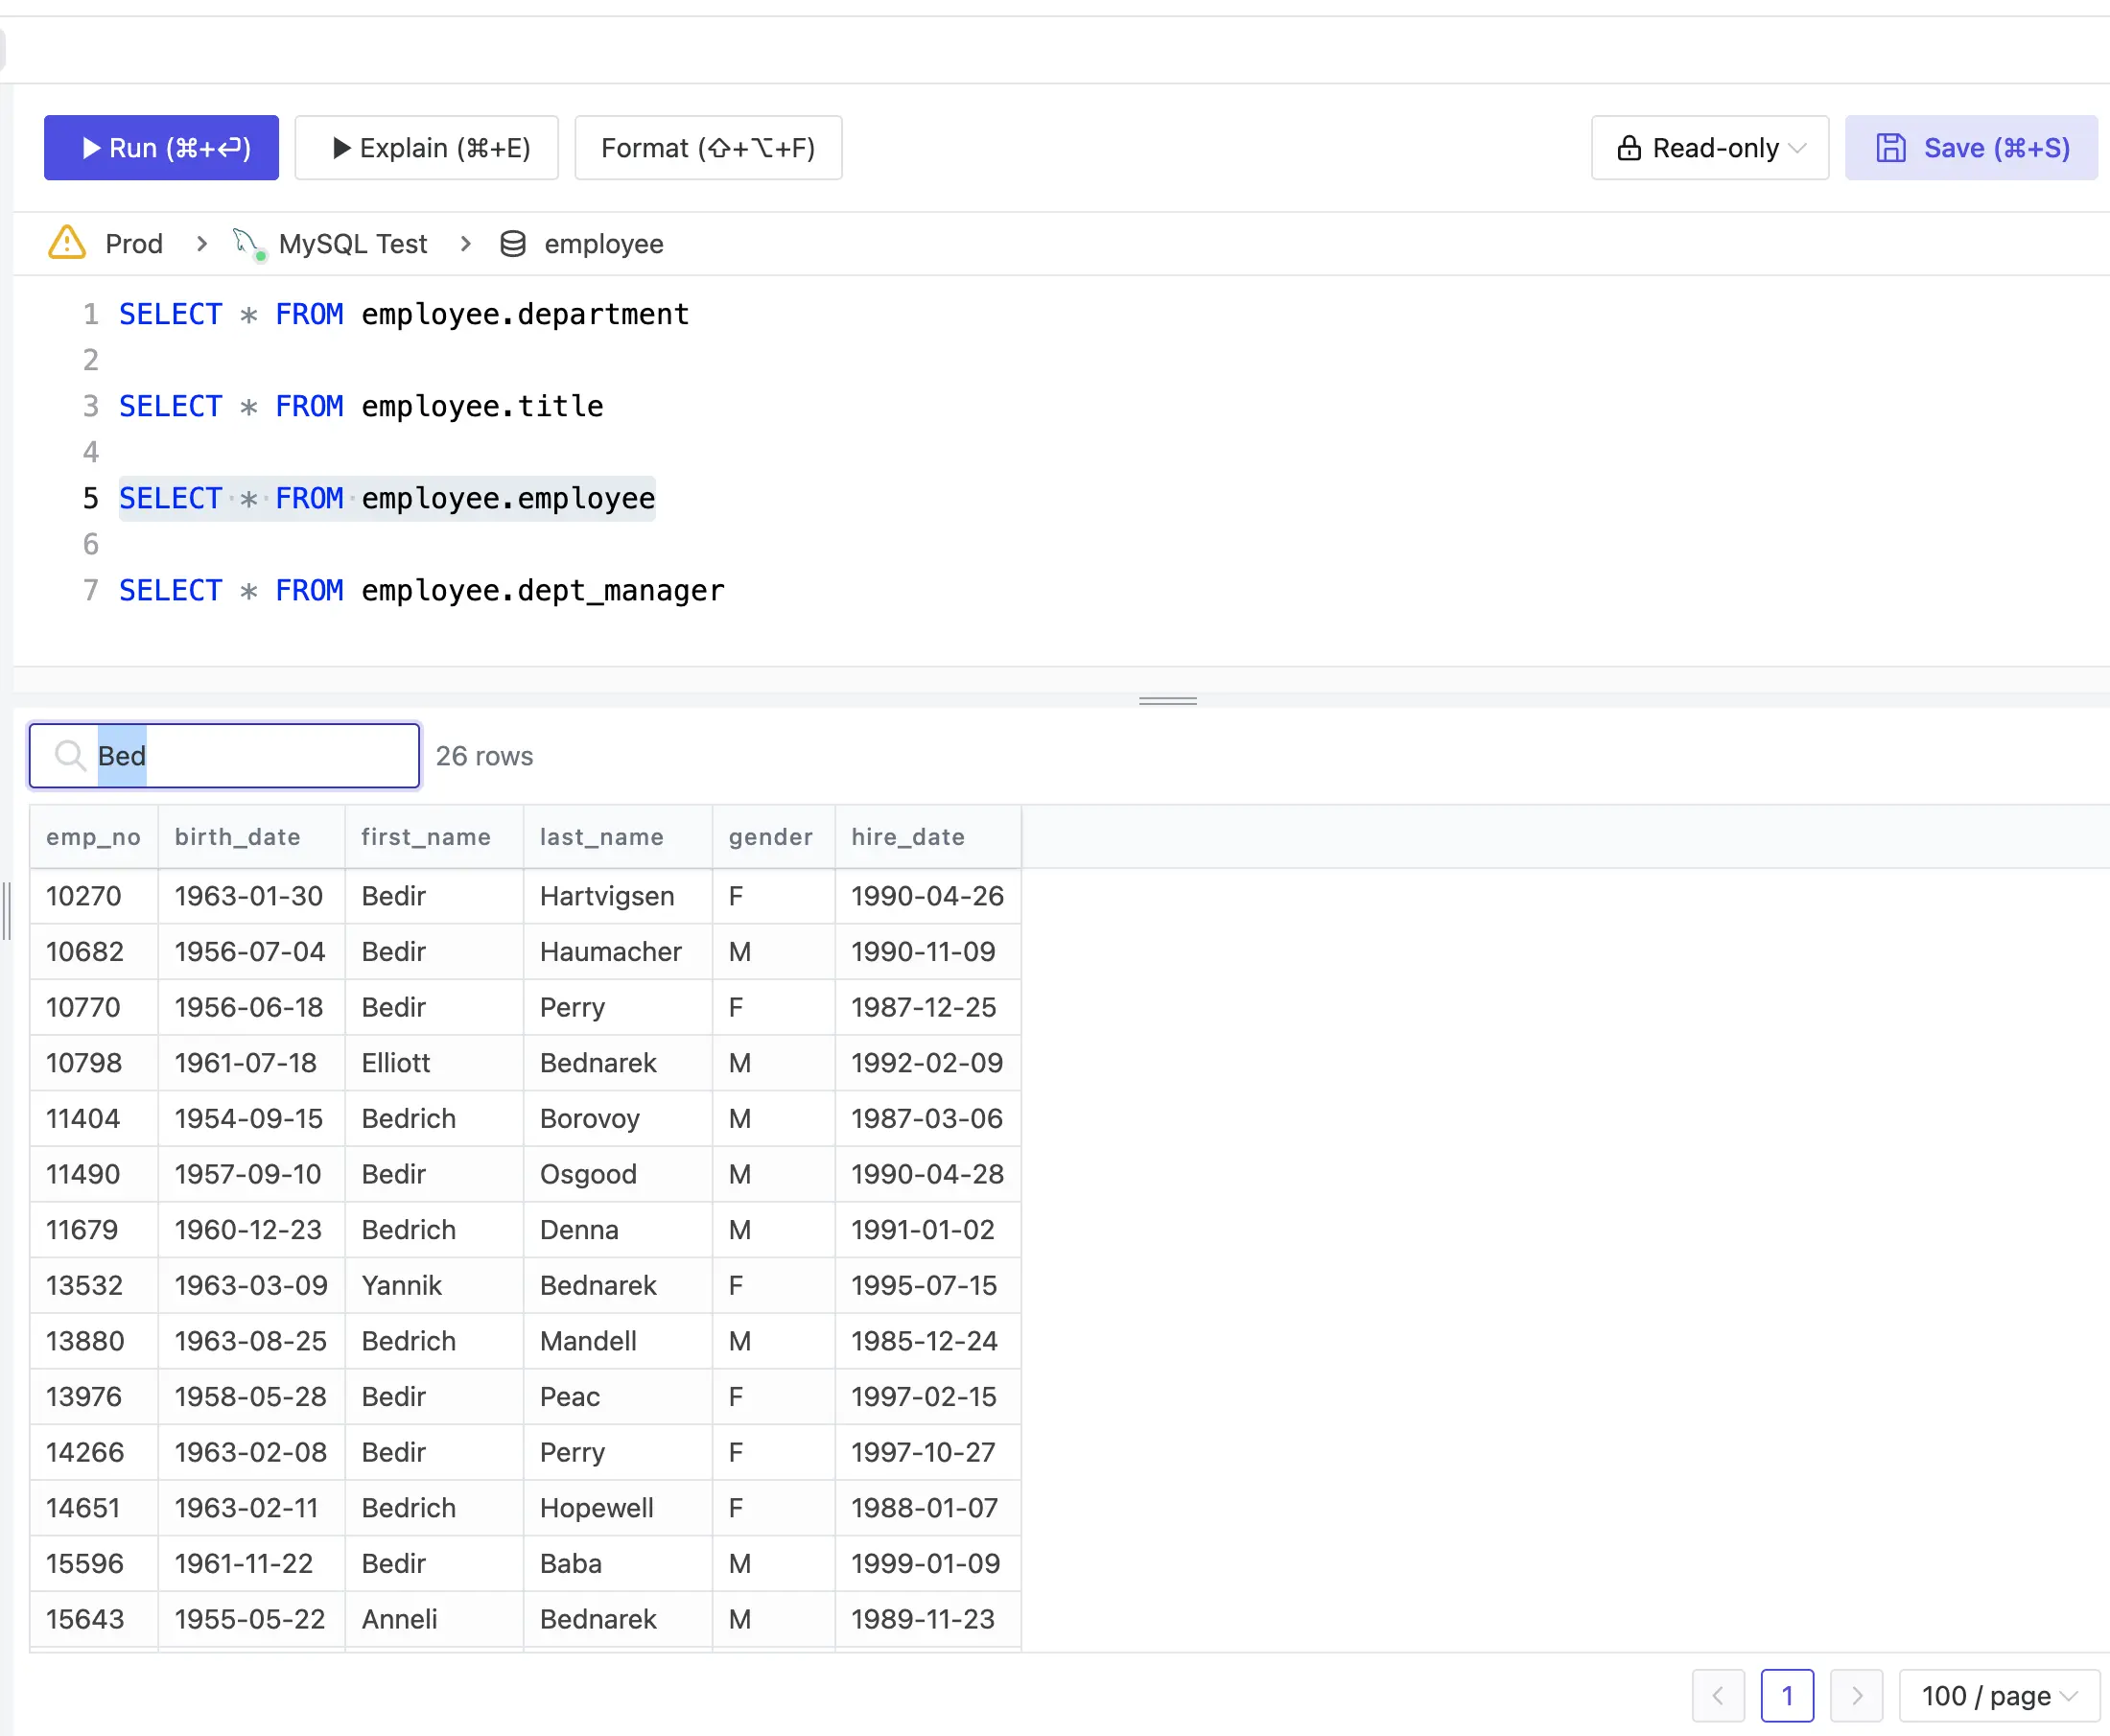 Run (⌘+⏎) Explain (⌘+E) Format (⇧+⌥+F) Read-only Save (⌘+S)
Prod > MySQL Test > employee
1 SELECT * FROM employee.department
2
3 SELECT * FROM employee.title
4
5 SELECT * FROM employee.employee
6
7 SELECT * FROM employee.dept_manager
Bed 26 rows
emp_no birth_date first_name last_name gender hire_date
10270 1963-01-30 Bedir Hartvigsen F 1990-04-26
10682 1956-07-04 Bedir Haumacher M 1990-11-09
10770 1956-06-18 Bedir Perry F 1987-12-25
10798 1961-07-18 Elliott Bednarek M 1992-02-09
11404 1954-09-15 Bedrich Borovoy M 1987-03-06
11490 1957-09-10 Bedir Osgood M 1990-04-28
11679 1960-12-23 Bedrich Denna M 1991-01-02
13532 1963-03-09 Yannik Bednarek F 1995-07-15
13880 1963-08-25 Bedrich Mandell M 1985-12-24
13976 1958-05-28 Bedir Peac F 1997-02-15
14266 1963-02-08 Bedir Perry F 1997-10-27
14651 1963-02-11 Bedrich Hopewell F 1988-01-07
15596 1961-11-22 Bedir Baba M 1999-01-09
15643 1955-05-22 Anneli Bednarek M 1989-11-23
1 100 / page